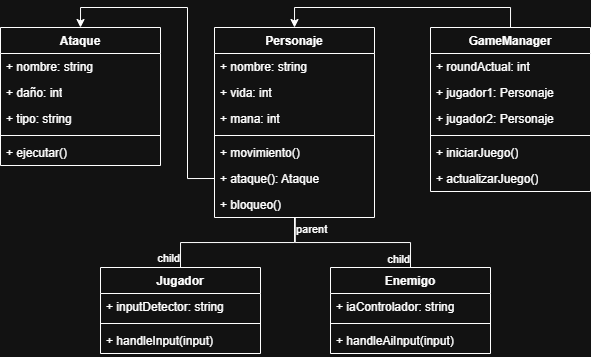 Ataque
+ nombre: string
+ daño: int
+ tipo: string
+ ejecutar()
Personaje
+ nombre: string
+ vida: int
+ mana: int
+ movimiento()
+ ataque(): Ataque
+ bloqueo()
GameManager
+ roundActual: int
+ jugador1: Personaje
+ jugador2: Personaje
+ iniciarJuego()
+ actualizarJuego()
parent
child
child
Jugador
+ inputDetector: string
+ handleInput(input)
Enemigo
+ iaControlador: string
+ handleAiInput(input)